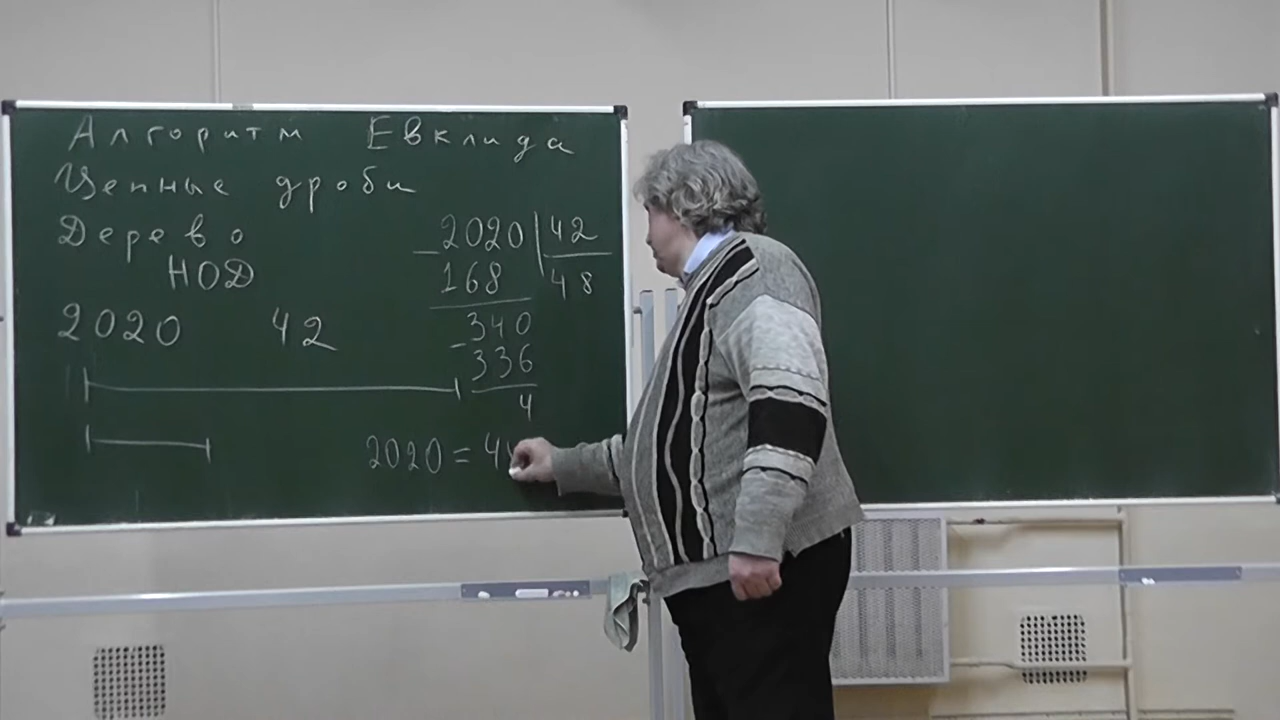 Алгоритм Евклида
Цепные дроби
Дерево
НОД
2020 42
2020 42
−168 48
340
−336
4
2020 = 4